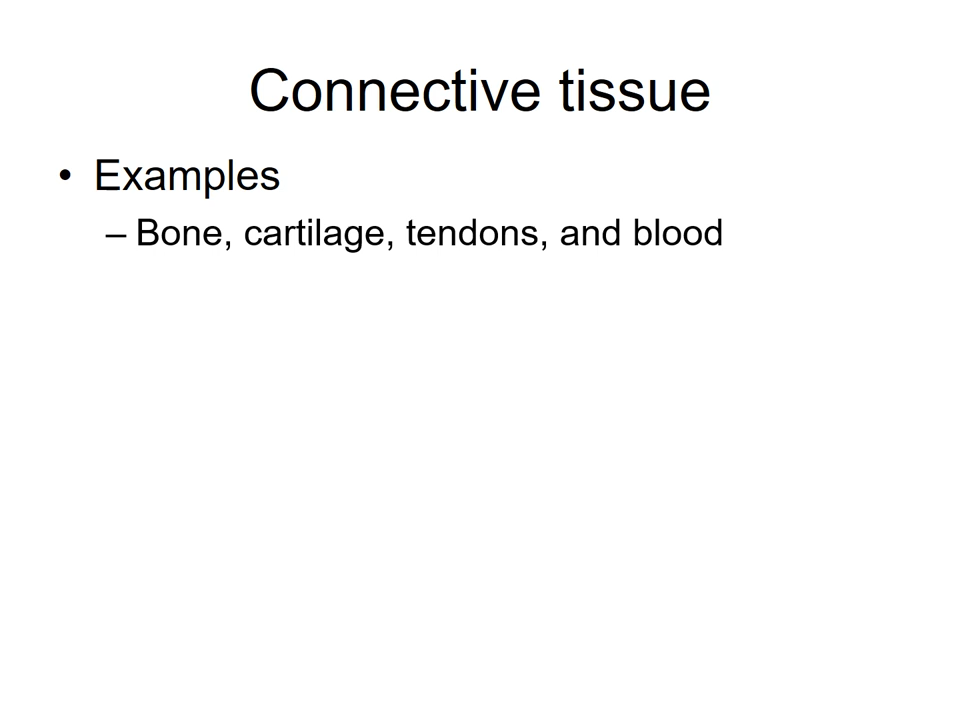 Connective tissue
• Examples
– Bone, cartilage, tendons, and blood